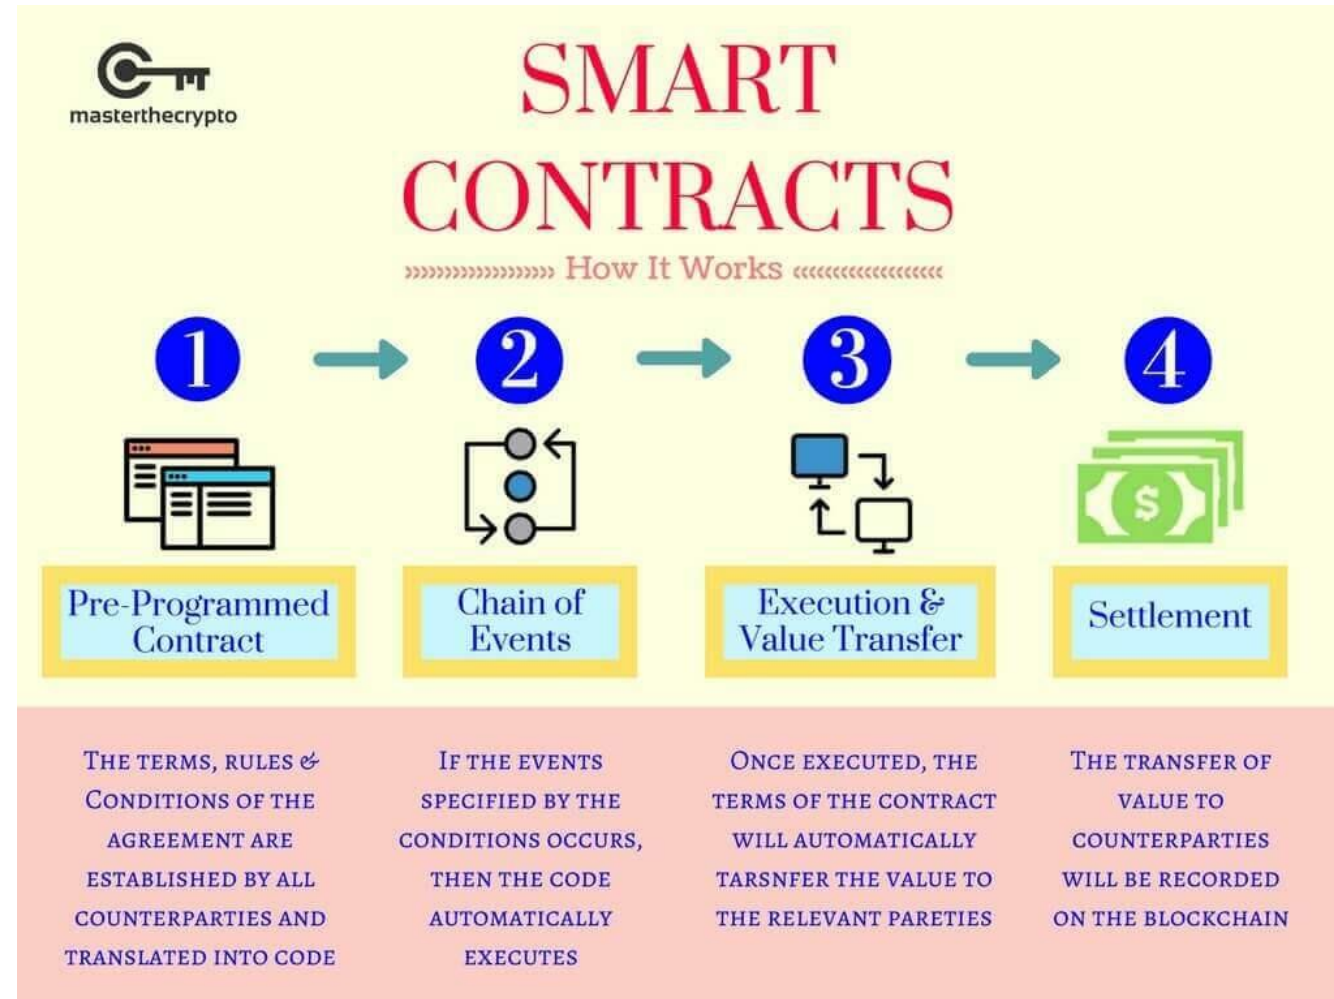 masterthecrypto
SMART
CONTRACTS
How It Works
1
2
3
4
$
Pre-Programmed
Contract
Chain of
Events
Execution &
Value Transfer
Settlement
THE TERMS, RULES &
CONDITIONS OF THE
AGREEMENT ARE
ESTABLISHED BY ALL
COUNTERPARTIES AND
TRANSLATED INTO CODE
IF THE EVENTS
SPECIFIED BY THE
CONDITIONS OCCURS,
THEN THE CODE
AUTOMATICALLY
EXECUTES
ONCE EXECUTED, THE
TERMS OF THE CONTRACT
WILL AUTOMATICALLY
TARSNFER THE VALUE TO
THE RELEVANT PARETIES
THE TRANSFER OF
VALUE TO
COUNTERPARTIES
WILL BE RECORDED
ON THE BLOCKCHAIN